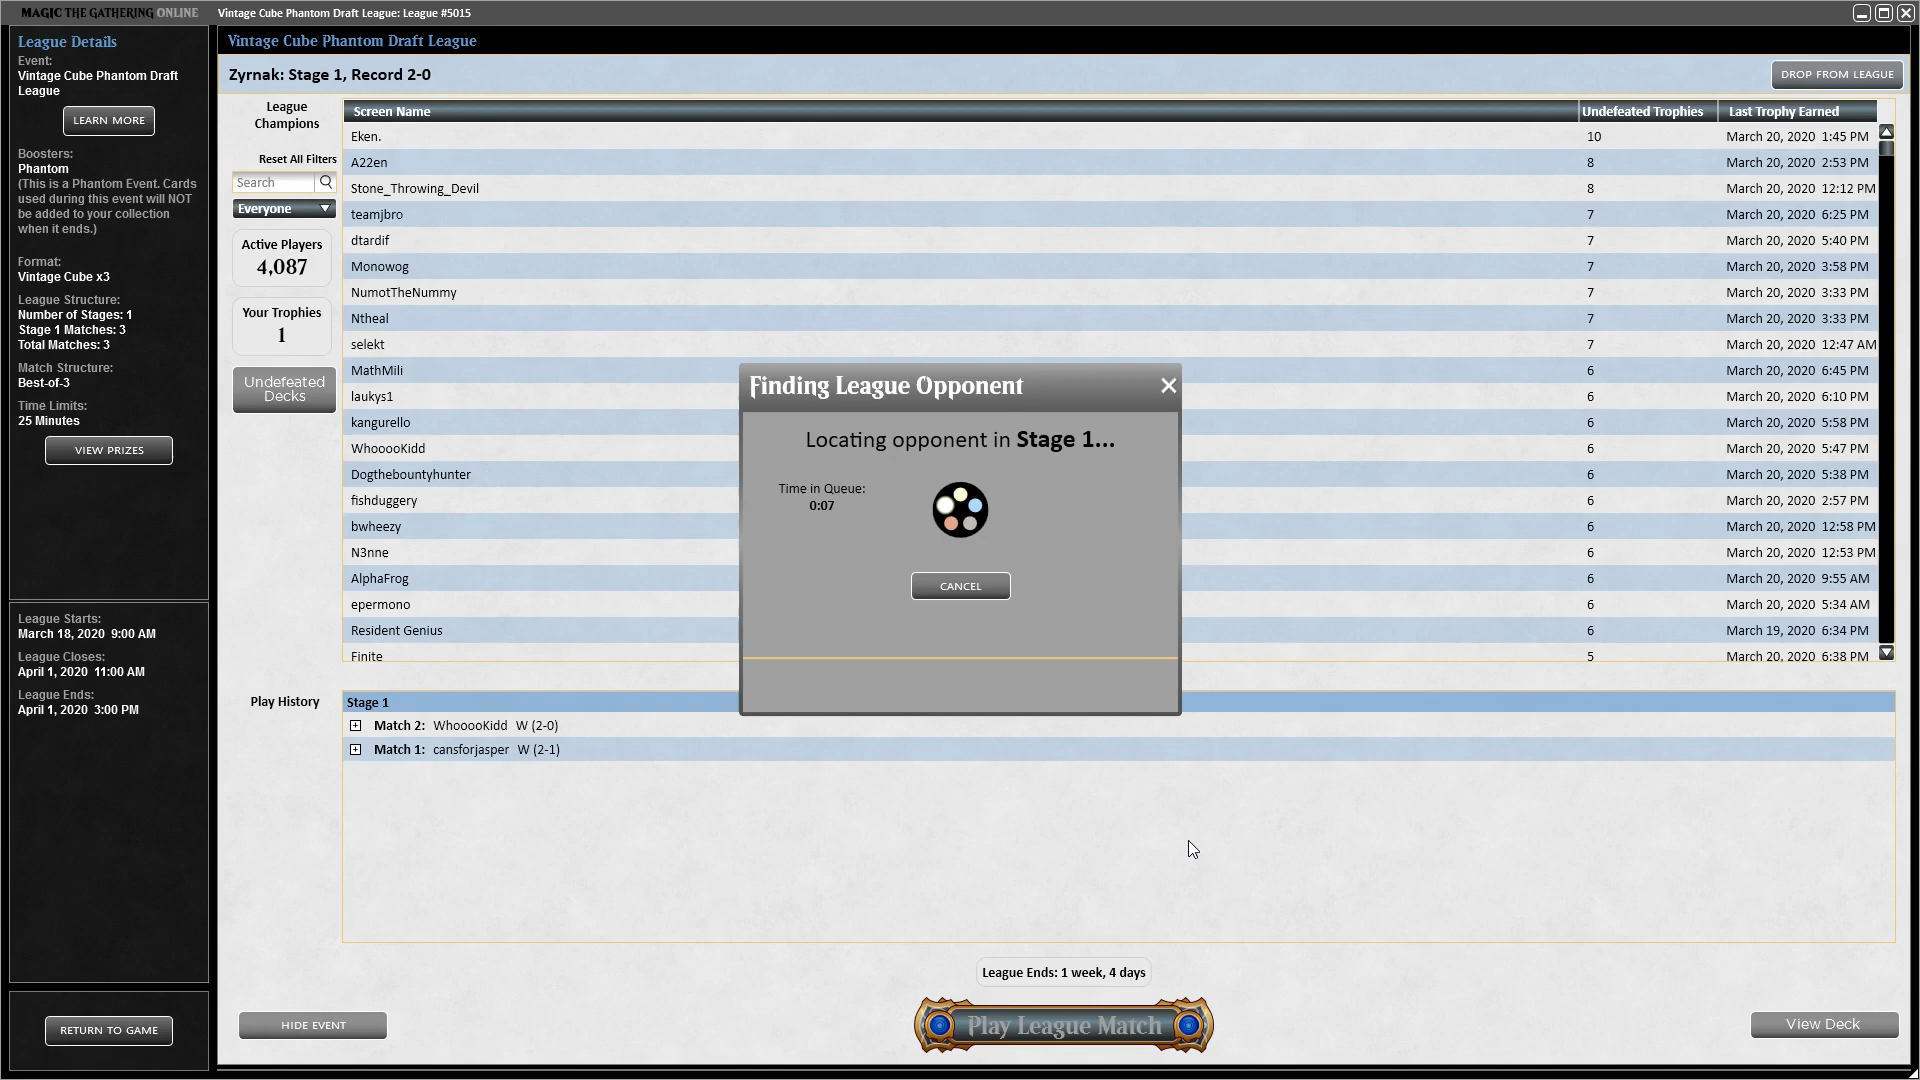 MAGIC THE GATHERING ONLINE
Vintage Cube Phantom Draft League: League #5015
League Details
Event:
Vintage Cube Phantom Draft
League
LEARN MORE
Boosters:
Phantom
(This is a Phantom Event. Cards
used during this event will NOT
be added to your collection
when it ends.)
Format:
Vintage Cube x3
League Structure:
Number of Stages: 1
Stage 1 Matches: 3
Total Matches: 3
Match Structure:
Best-of-3
Time Limits:
25 Minutes
VIEW PRIZES
League Starts:
March 18, 2020 9:00 AM
League Closes:
April 1, 2020 11:00 AM
League Ends:
April 1, 2020 3:00 PM
RETURN TO GAME
Vintage Cube Phantom Draft League
Zyrnak: Stage 1, Record 2-0
DROP FROM LEAGUE
League
Champions
Reset All Filters
Search
Everyone
Active Players
4,087
Your Trophies
1
Undefeated
Decks
Screen Name Undefeated Trophies Last Trophy Earned
Eken. 10 March 20, 2020 1:45 PM
A22en 8 March 20, 2020 2:53 PM
Stone_Throwing_Devil 8 March 20, 2020 12:12 PM
teamjbro 7 March 20, 2020 6:25 PM
dtardif 7 March 20, 2020 5:40 PM
Monowog 7 March 20, 2020 3:58 PM
NumotTheNummy 7 March 20, 2020 3:33 PM
Ntheal 7 March 20, 2020 3:33 PM
selekt 7 March 20, 2020 12:47 AM
MathMili 6 March 20, 2020 6:45 PM
laukys1 6 March 20, 2020 6:10 PM
kangurello 6 March 20, 2020 5:58 PM
WhooooKidd 6 March 20, 2020 5:47 PM
Dogthebountyhunter 6 March 20, 2020 5:38 PM
fishduggery 6 March 20, 2020 2:57 PM
bwheezy 6 March 20, 2020 12:58 PM
N3nne 6 March 20, 2020 12:53 PM
AlphaFrog 6 March 20, 2020 9:55 AM
epermono 6 March 20, 2020 5:34 AM
Resident Genius 6 March 19, 2020 6:34 PM
Finite 5 March 20, 2020 6:38 PM
Finding League Opponent
Locating opponent in Stage 1...
Time in Queue:
0:07
CANCEL
Play History
Stage 1
Match 2: WhooooKidd W (2-0)
Match 1: cansforjasper W (2-1)
League Ends: 1 week, 4 days
HIDE EVENT
Play League Match
View Deck